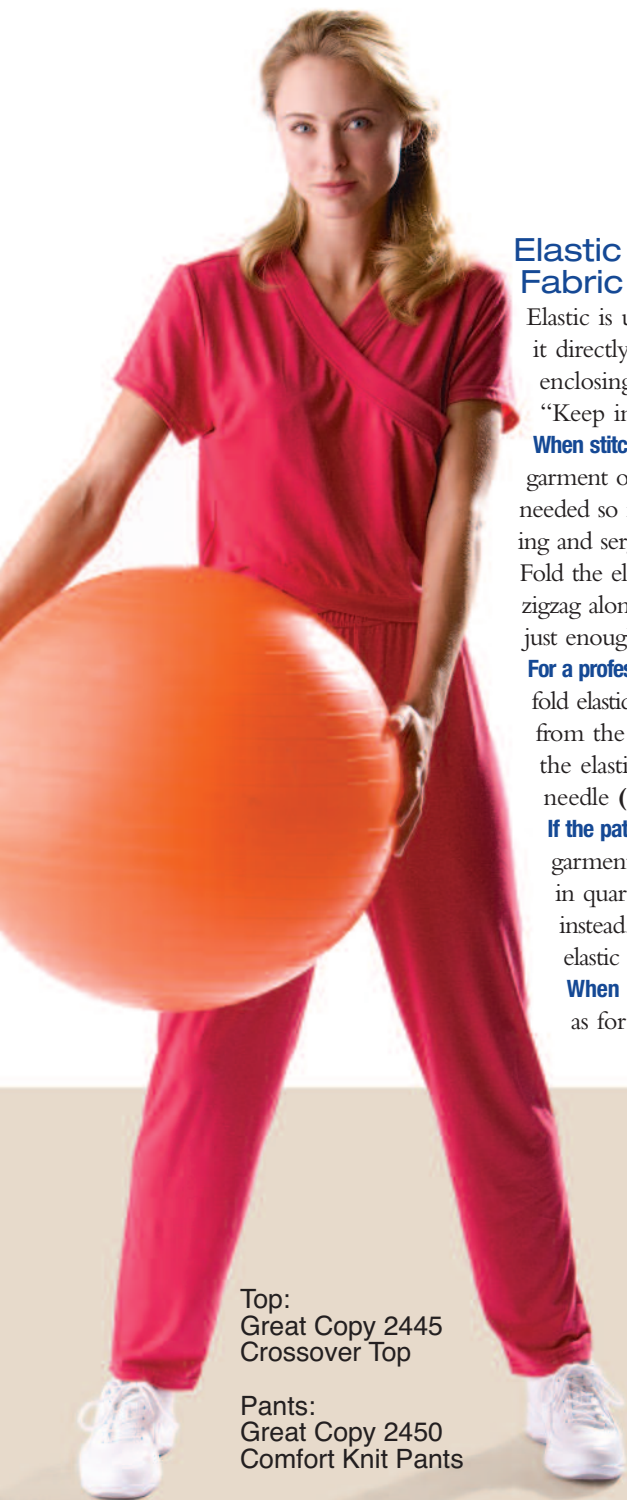 Elastic
Fabric
Elastic is u
it directly
enclosing
“Keep in
When stitc
garment o
needed so
ing and ser
Fold the el
zigzag alon
just enoug
For a profes
fold elastic
from the
the elasti
needle (
If the pat
garmen
in quar
instead
elastic
When
as for
Top:
Great Copy 2445
Crossover Top
Pants:
Great Copy 2450
Comfort Knit Pants